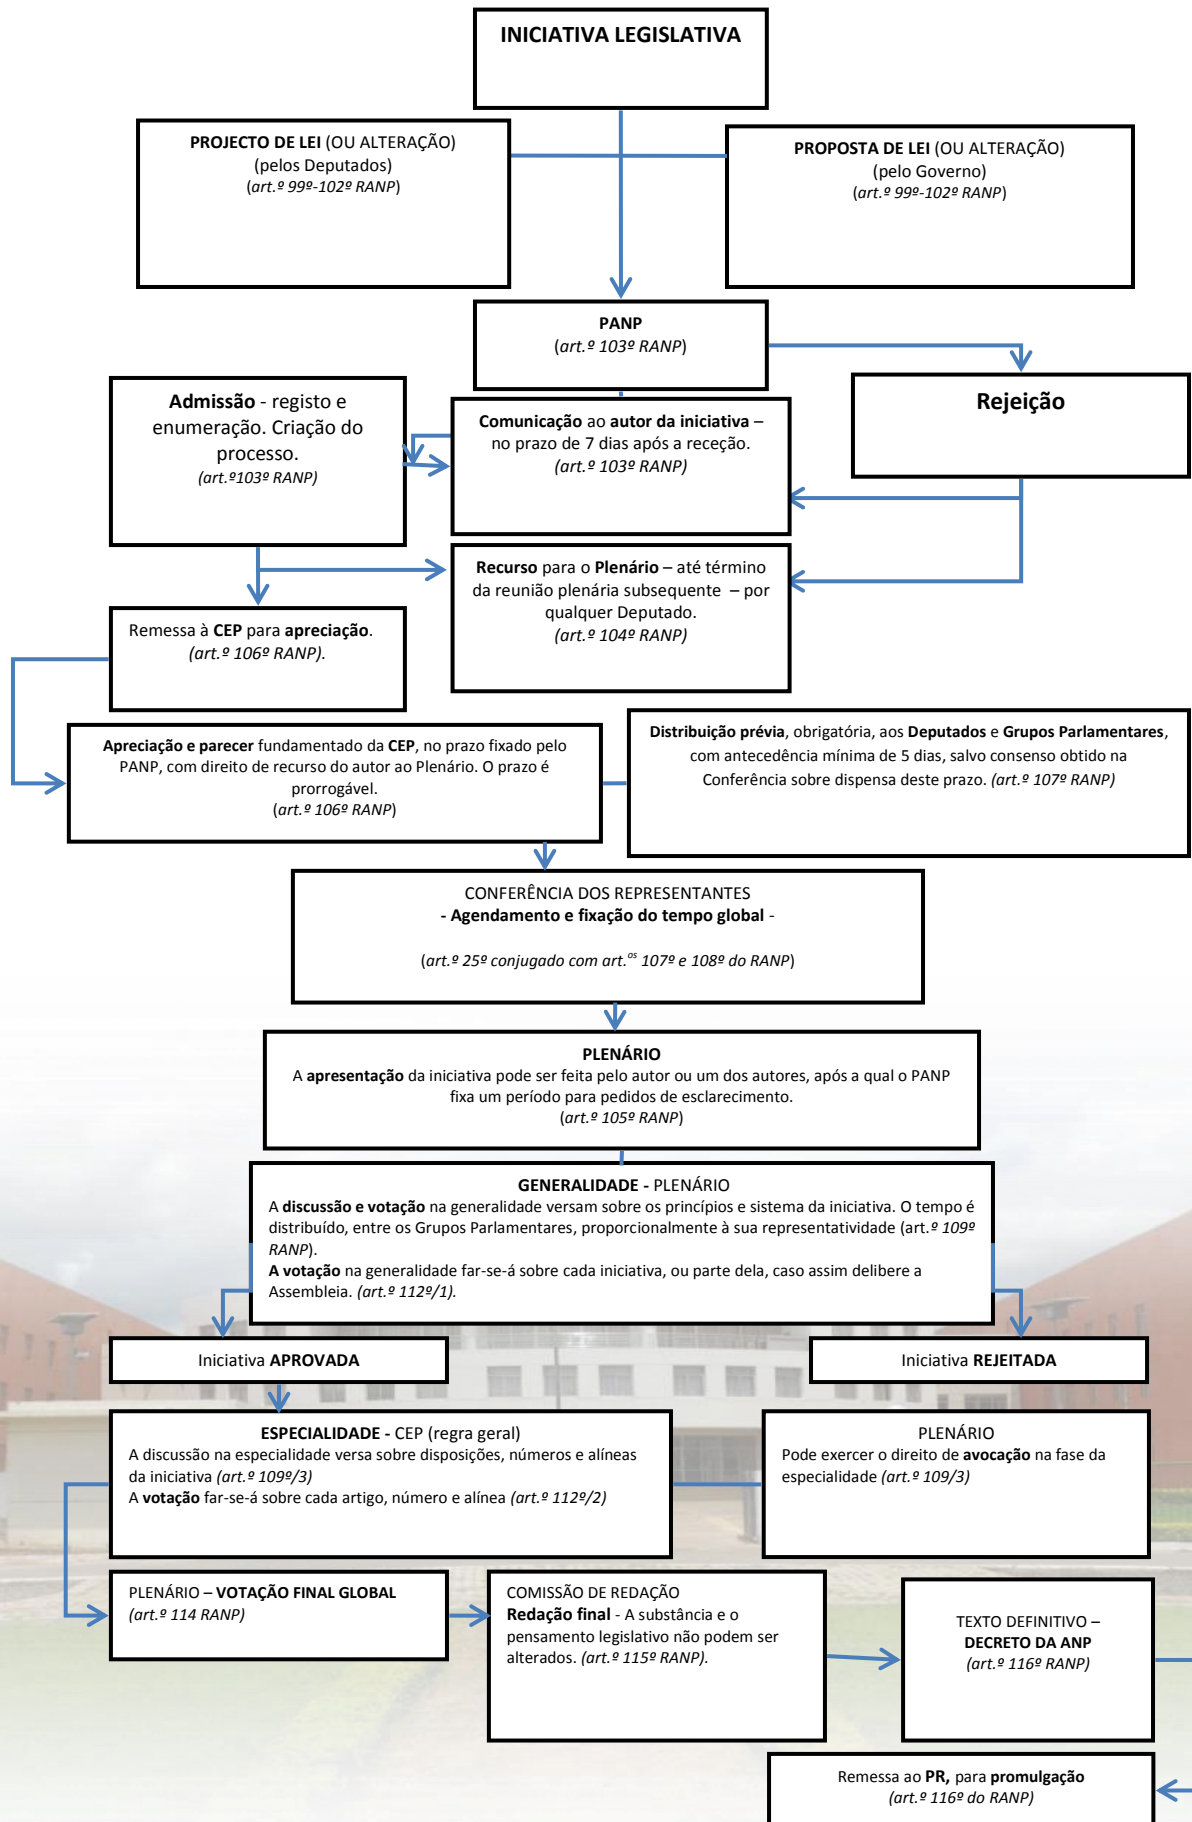 INICIATIVA LEGISLATIVA
PROJECTO DE LEI (OU ALTERAÇÃO)
(pelos Deputados)
(art.º 99º-102º RANP)
PROPOSTA DE LEI (OU ALTERAÇÃO)
(pelo Governo)
(art.º 99º-102º RANP)
PANP
(art.º 103º RANP)
Rejeição
Admissão - registo e
enumeração. Criação do
processo.
(art.º103º RANP)
Comunicação ao autor da iniciativa –
no prazo de 7 dias após a receção.
(art.º 103º RANP)
Recurso para o Plenário – até término
da reunião plenária subsequente – por
qualquer Deputado.
(art.º 104º RANP)
Remessa à CEP para apreciação.
(art.º 106º RANP).
Apreciação e parecer fundamentado da CEP, no prazo fixado pelo
PANP, com direito de recurso do autor ao Plenário. O prazo é
prorrogável.
(art.º 106º RANP)
Distribuição prévia, obrigatória, aos Deputados e Grupos Parlamentares,
com antecedência mínima de 5 dias, salvo consenso obtido na
Conferência sobre dispensa deste prazo. (art.º 107º RANP)
CONFERÊNCIA DOS REPRESENTANTES
- Agendamento e fixação do tempo global -
(art.º 25º conjugado com art.os 107º e 108º do RANP)
PLENÁRIO
A apresentação da iniciativa pode ser feita pelo autor ou um dos autores, após a qual o PANP
fixa um período para pedidos de esclarecimento.
(art.º 105º RANP)
GENERALIDADE - PLENÁRIO
A discussão e votação na generalidade versam sobre os princípios e sistema da iniciativa. O tempo é
distribuído, entre os Grupos Parlamentares, proporcionalmente à sua representatividade (art.º 109º
RANP).
A votação na generalidade far-se-á sobre cada iniciativa, ou parte dela, caso assim delibere a
Assembleia. (art.º 112º/1).
Iniciativa APROVADA
Iniciativa REJEITADA
ESPECIALIDADE - CEP (regra geral)
A discussão na especialidade versa sobre disposições, números e alíneas
da iniciativa (art.º 109º/3)
A votação far-se-á sobre cada artigo, número e alínea (art.º 112º/2)
PLENÁRIO
Pode exercer o direito de avocação na fase da
especialidade (art.º 109/3)
PLENÁRIO – VOTAÇÃO FINAL GLOBAL
(art.º 114 RANP)
COMISSÃO DE REDAÇÃO
Redação final - A substância e o
pensamento legislativo não podem ser
alterados. (art.º 115º RANP).
TEXTO DEFINITIVO –
DECRETO DA ANP
(art.º 116º RANP)
Remessa ao PR, para promulgação
(art.º 116º do RANP)